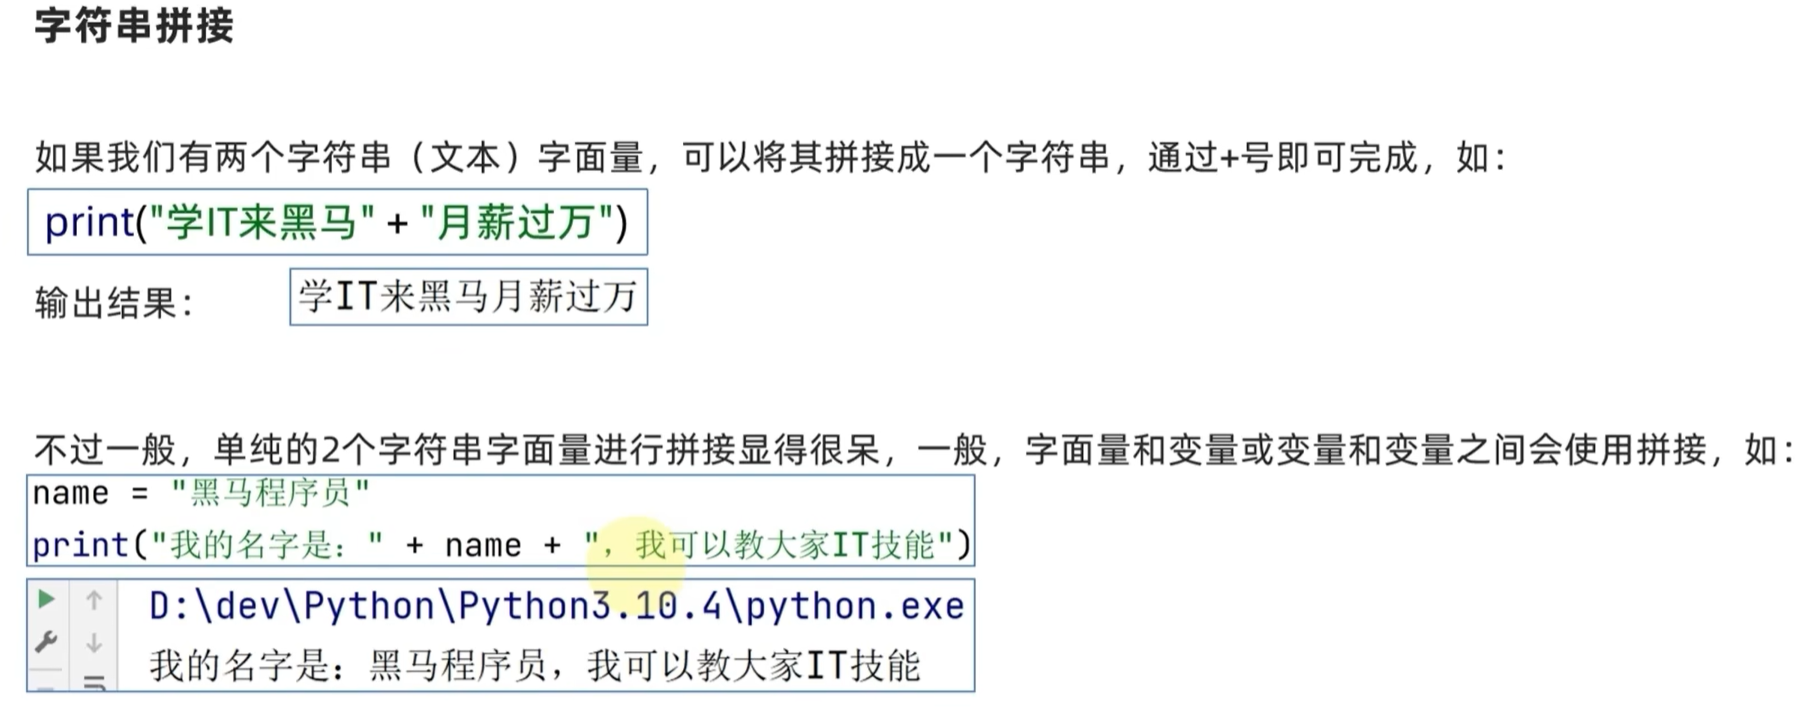 字符串拼接
如果我们有两个字符串（文本）字面量，可以将其拼接成一个字符串，通过+号即可完成，如：
print("学IT来黑马" + "月薪过万")
输出结果： 学IT来黑马月薪过万
不过一般，单纯的2个字符串字面量进行拼接显得很呆，一般，字面量和变量或变量和变量之间会使用拼接，如：
name = "黑马程序员"
print("我的名字是：" + name + "，我可以教大家IT技能")
D:\dev\Python\Python3.10.4\python.exe
我的名字是：黑马程序员，我可以教大家IT技能